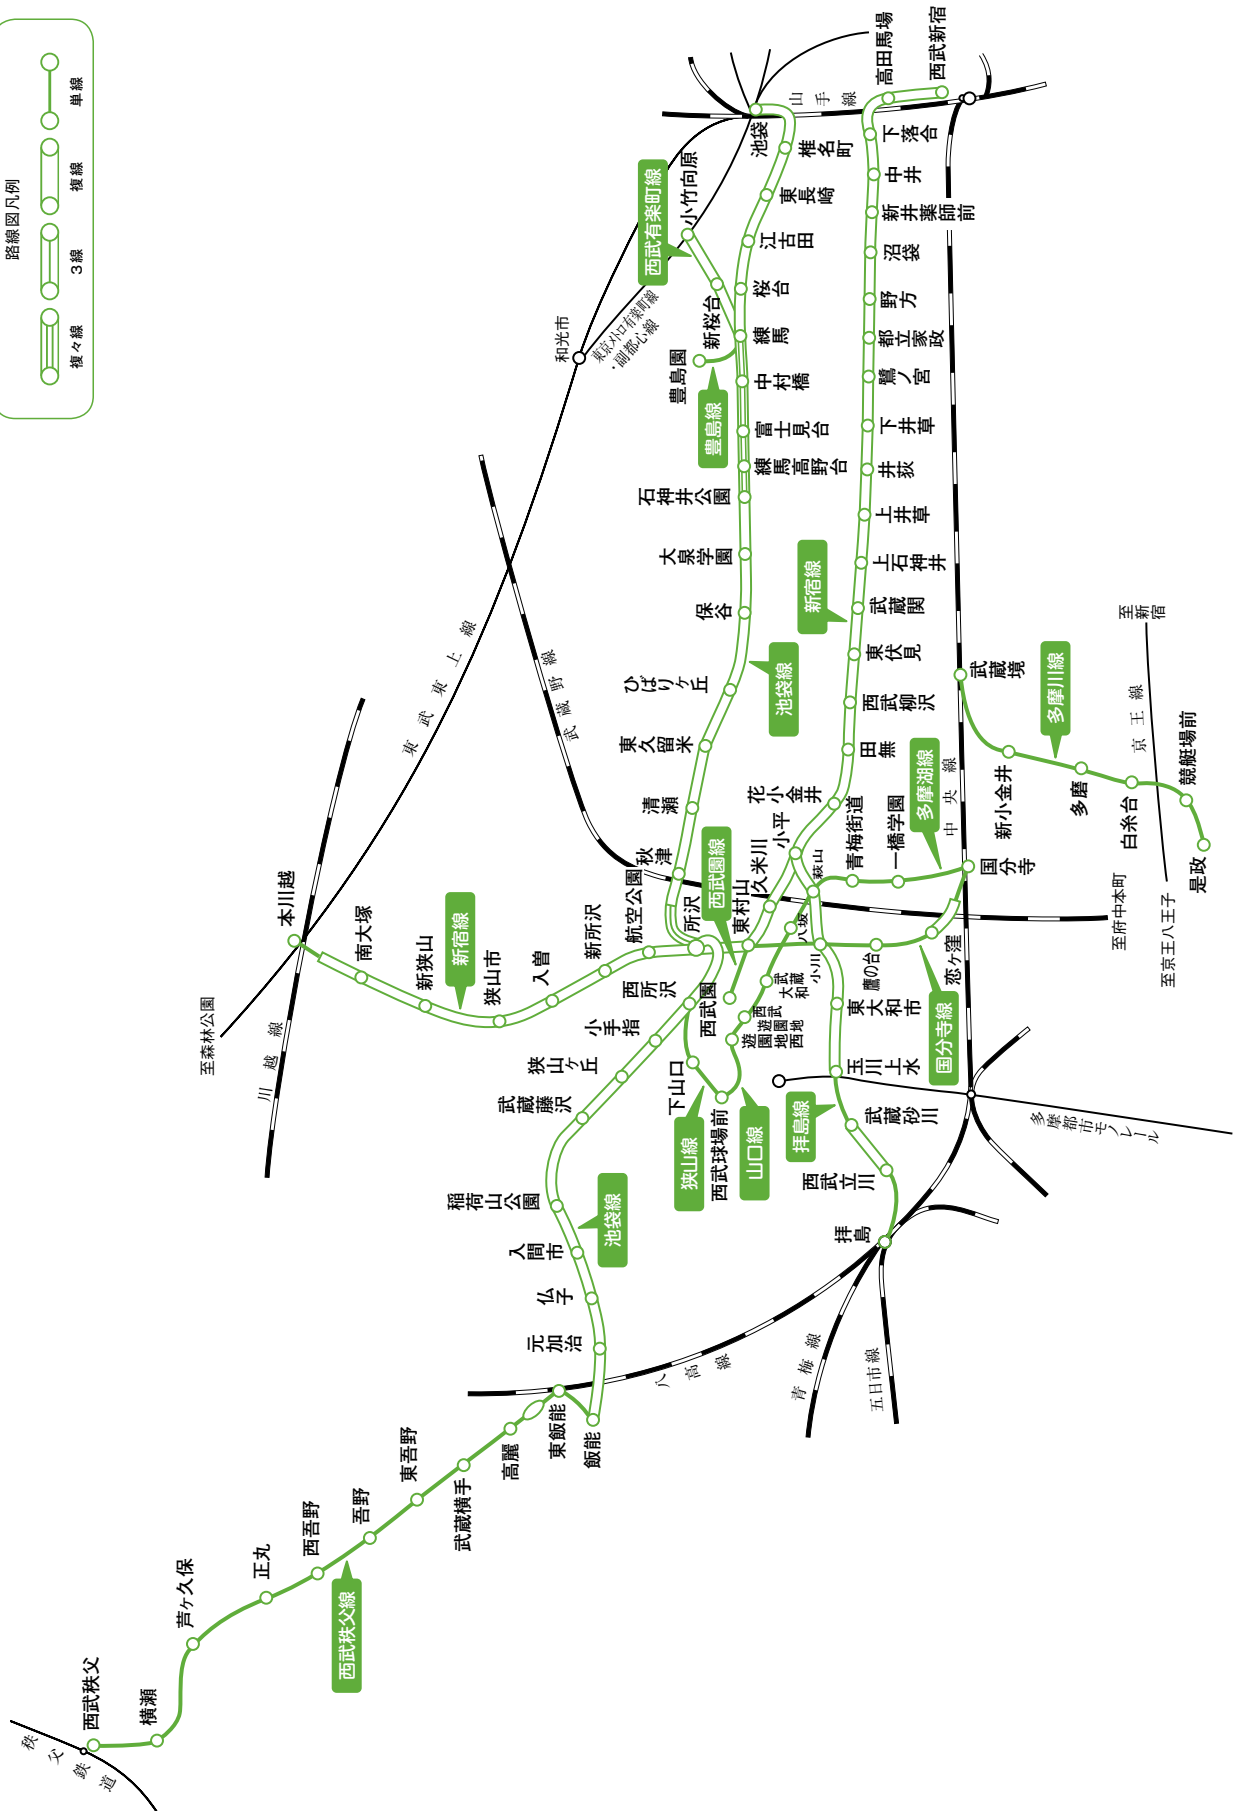 路線図凡例
単線
複線
3線
複々線
西武秩父
横瀬
芦ヶ久保
正丸
西吾野
吾野
東吾野
武蔵横手
高麗
東飯能
飯能
元加治
仏子
入間市
稲荷山公園
武蔵藤沢
狭山ヶ丘
小手指
西所沢
所沢
秋津
清瀬
東久留米
ひばりヶ丘
保谷
大泉学園
石神井公園
練馬高野台
富士見台
中村橋
練馬
桜台
江古田
東長崎
椎名町
池袋
豊島園
新桜台
小竹向原
和光市
本川越
南大塚
新狭山
狭山市
入曽
新所沢
航空公園
東村山
久米川
小平
花小金井
田無
西武柳沢
東伏見
武蔵関
上石神井
上井草
井荻
下井草
鷺ノ宮
都立家政
野方
沼袋
新井薬師前
中井
下落合
高田馬場
西武新宿
下山口
西武球場前
西武園
遊園地西
西武遊園地
武蔵大和
八坂
萩山
青梅街道
一橋学園
国分寺
恋ヶ窪
鷹の台
小川
東大和市
玉川上水
武蔵砂川
西武立川
拝島
武蔵境
新小金井
多磨
白糸台
競艇場前
是政
西武秩父線
池袋線
池袋線
新宿線
新宿線
西武有楽町線
豊島線
狭山線
山口線
西武園線
拝島線
国分寺線
多摩湖線
多摩川線
秩父鉄道
八高線
青梅線
五日市線
多摩都市モノレール
川越線
東武東上線
武蔵野線
中央線
京王線
山手線
東京メトロ有楽町線
・副都心線
至森林公園
至府中本町
至京王八王子
至新宿